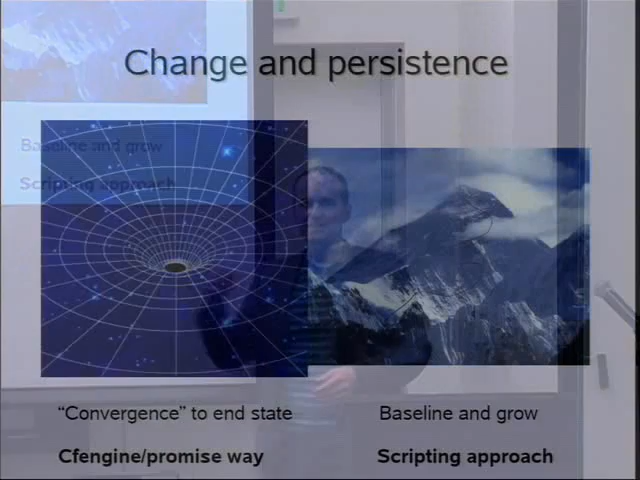 Change and persistence
Baseline and grow
Scripting approach
“Convergence” to end state
Baseline and grow
Cfengine/promise way
Scripting approach